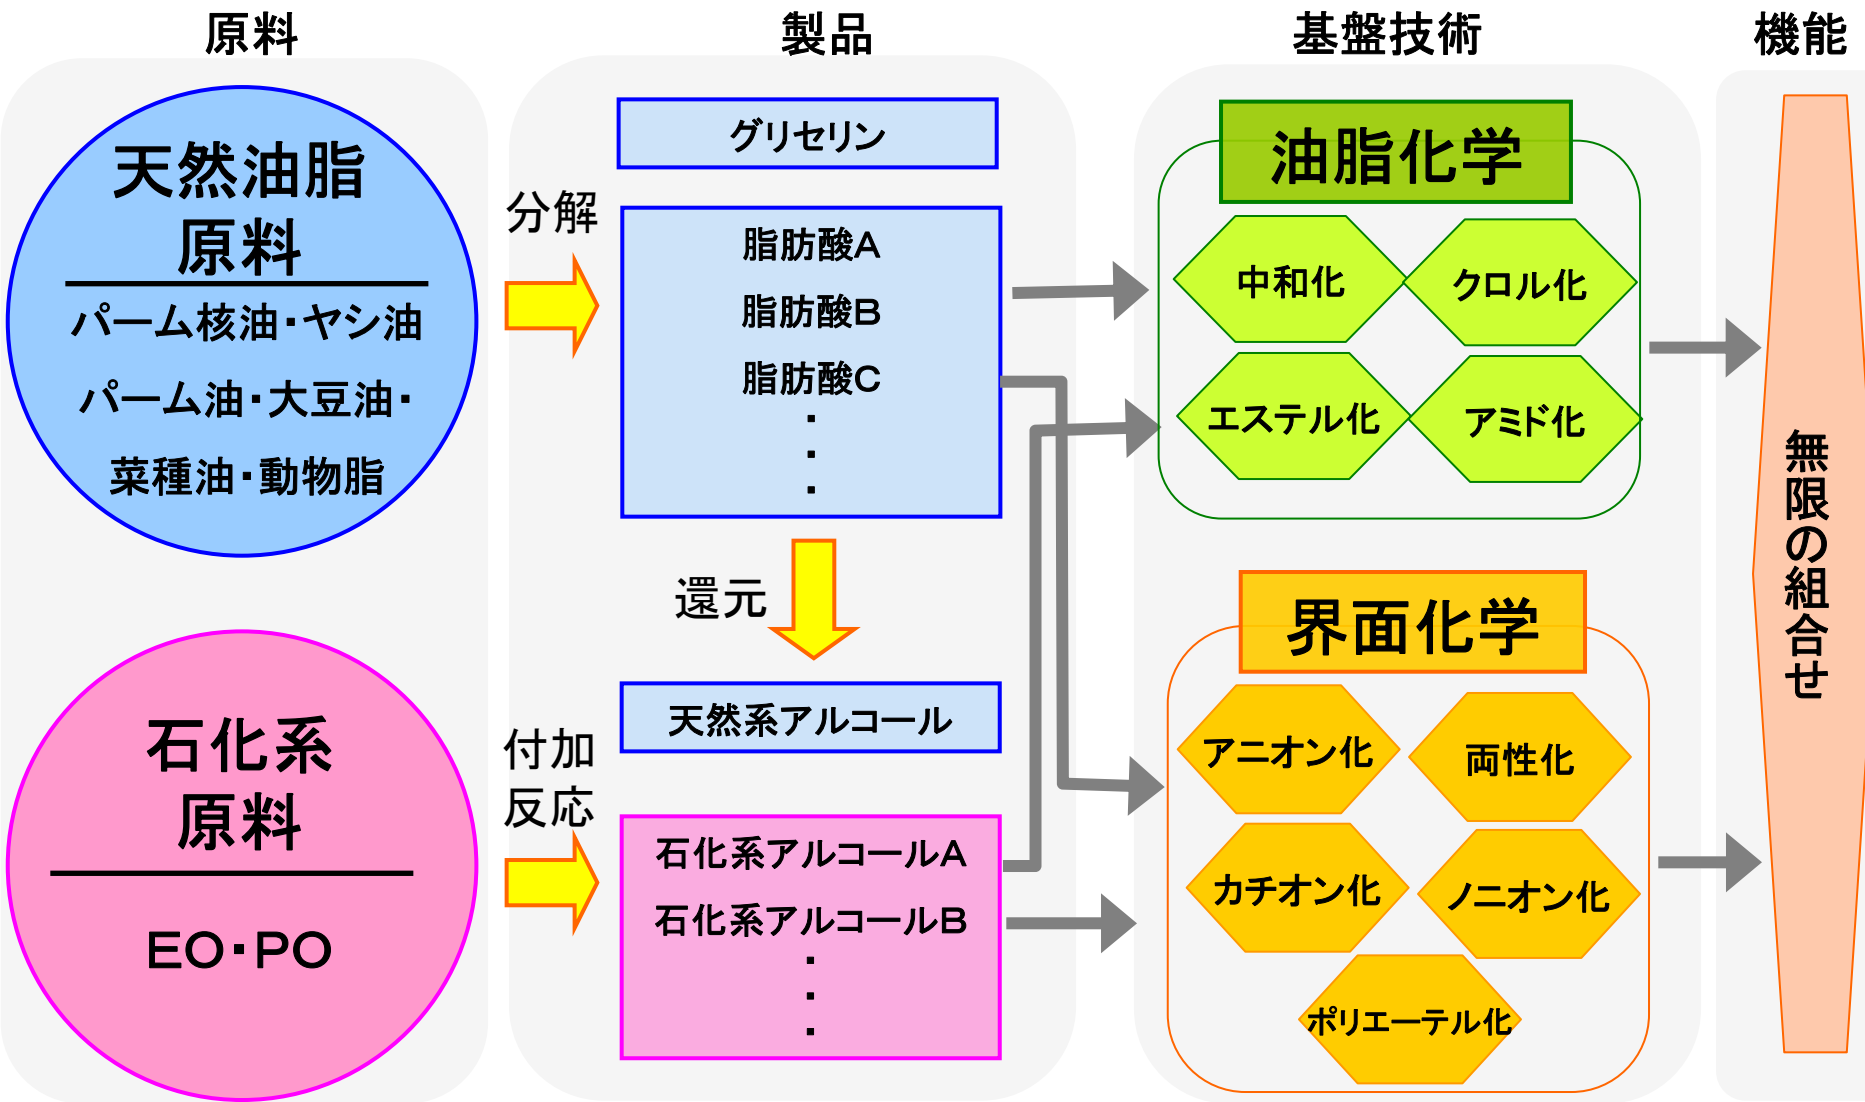 原料
製品
基盤技術
機能
天然油脂
原料
パーム核油・ヤシ油
パーム油・大豆油・
菜種油・動物脂
石化系
原料
EO・PO
分解
還元
付加
反応
グリセリン
脂肪酸A
脂肪酸B
脂肪酸C
・
・
・
天然系アルコール
石化系アルコールA
石化系アルコールB
・
・
・
油脂化学
中和化
クロル化
エステル化
アミド化
界面化学
アニオン化
両性化
カチオン化
ノニオン化
ポリエーテル化
無限の組合せ